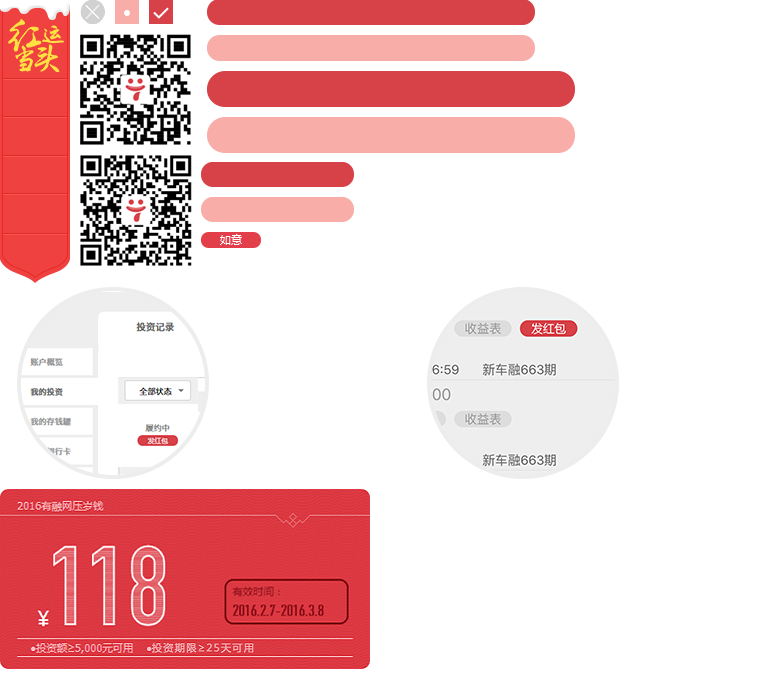 红运
当头
如意
投资记录
账户概览
我的投资
全部状态
我的存钱罐
履约中
发红包
银行卡
收益表
发红包
6:59
新车融663期
00
收益表
新车融663期
2016有融网压岁钱
¥118
有效时间：
2016.2.7-2016.3.8
●投资额≥5,000元可用 ●投资期限≥25天可用